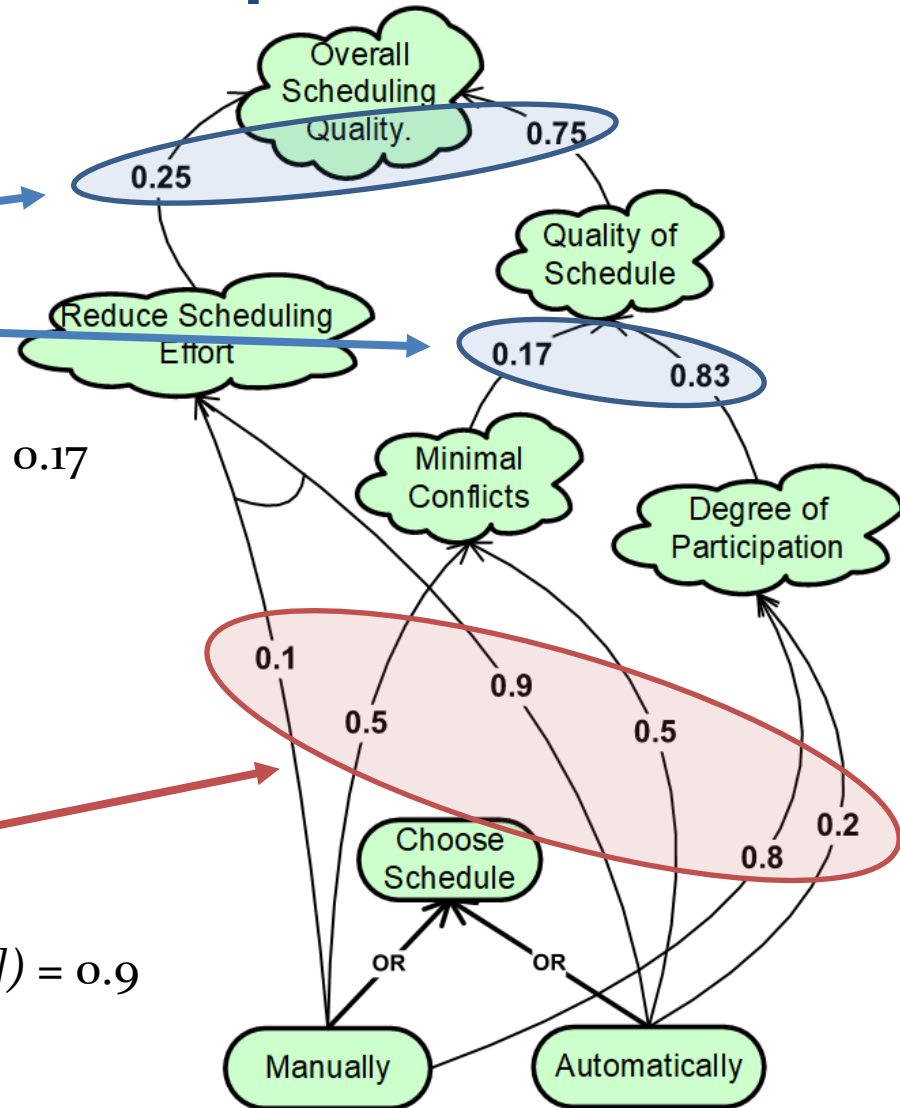 Overall
Scheduling
Quality.
0.75
0.25
Quality of
Schedule
Reduce Scheduling
Effort
0.17
0.83
0.17
Minimal
Conflicts
Degree of
Participation
0.1
0.9
0.5
0.5
0.2
0.8
Choose
Schedule
OR
OR
]) = 0.9
Manually
Automatically